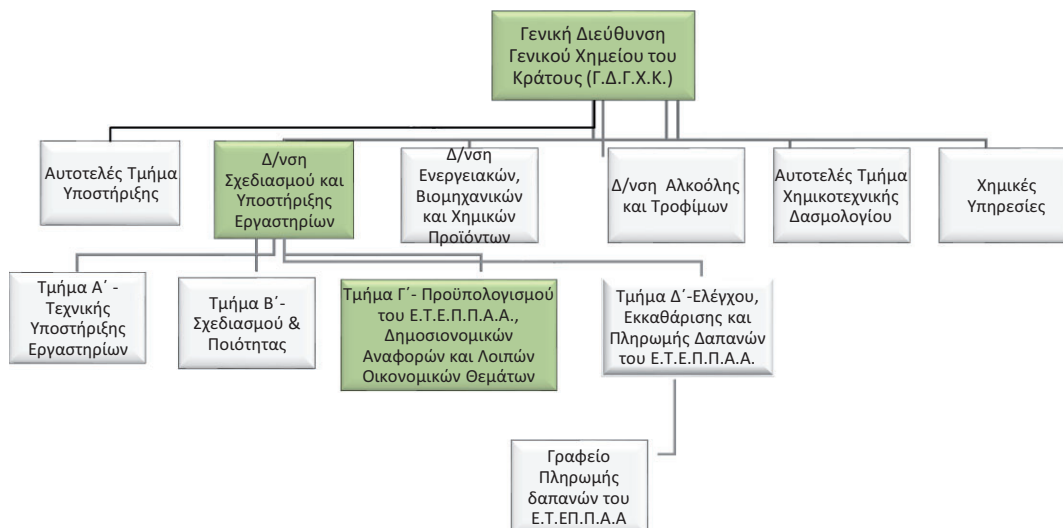 Γενική Διεύθυνση
Γενικού Χημείου του
Κράτους (Γ.Δ.Γ.Χ.Κ.)
Αυτοτελές Τμήμα
Υποστήριξης
Δ/νση
Σχεδιασμού και
Υποστήριξης
Εργαστηρίων
Δ/νση
Ενεργειακών,
Βιομηχανικών
και Χημικών
Προϊόντων
Δ/νση Αλκοόλης
και Τροφίμων
Αυτοτελές Τμήμα
Χημικοτεχνικής
Δασμολογίου
Χημικές
Υπηρεσίες
Τμήμα Α΄ -
Τεχνικής
Υποστήριξης
Εργαστηρίων
Τμήμα Β΄-
Σχεδιασμού &
Ποιότητας
Τμήμα Γ΄- Προϋπολογισμού
του Ε.Τ.Ε.Π.Π.Α.Α.,
Δημοσιονομικών
Αναφορών και Λοιπών
Οικονομικών Θεμάτων
Τμήμα Δ΄-Ελέγχου,
Εκκαθάρισης και
Πληρωμής Δαπανών
του Ε.Τ.Ε.Π.Π.Α.Α.
Γραφείο
Πληρωμής
δαπανών του
Ε.Τ.ΕΠ.Π.Α.Α